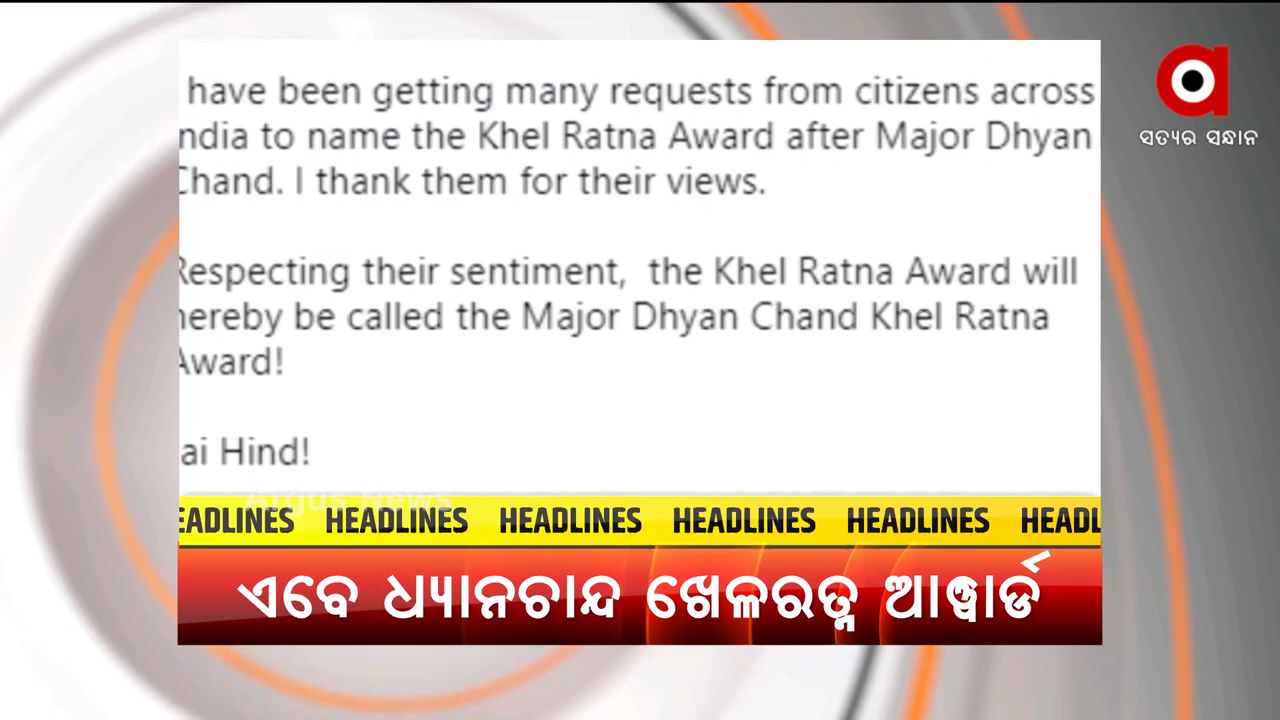 have been getting many requests from citizens across
ndia to name the Khel Ratna Award after Major Dhyan
Chand. I thank them for their views.
Respecting their sentiment, the Khel Ratna Award will
hereby be called the Major Dhyan Chand Khel Ratna
Award!
ai Hind!
ସତ୍ୟର ସନ୍ଧାନ
Argus News
EADLINES HEADLINES HEADLINES HEADLINES HEADLINES HEADL
ଏବେ ଧ୍ୟାନଚାନ୍ଦ ଖେଳରତ୍ନ ଆୱାର୍ଡ